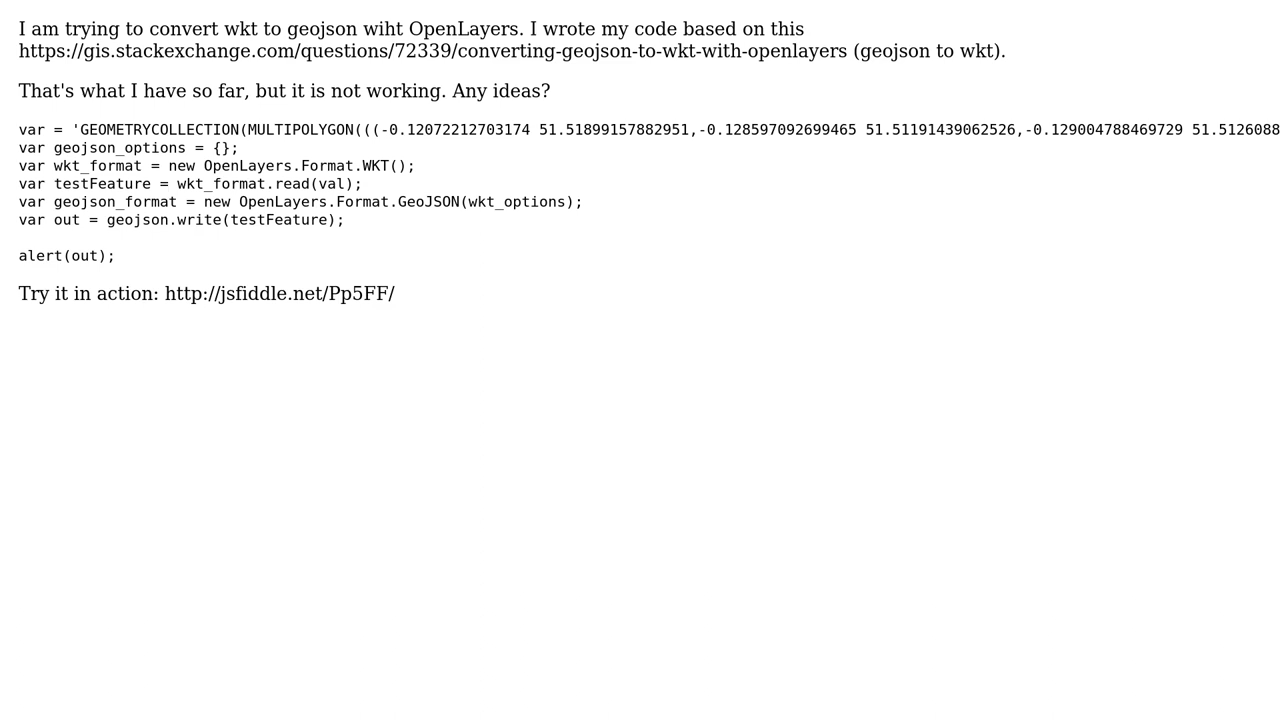 I am trying to convert wkt to geojson wiht OpenLayers. I wrote my code based on this
https://gis.stackexchange.com/questions/72339/converting-geojson-to-wkt-with-openlayers (geojson to wkt).
That's what I have so far, but it is not working. Any ideas?
var = 'GEOMETRYCOLLECTION(MULTIPOLYGON(((-0.12072212703174 51.51899157882951,-0.128597092699465 51.51191439062526,-0.129004788469729 51.5126088
var geojson_options = {};
var wkt_format = new OpenLayers.Format.WKT();
var testFeature = wkt_format.read(val);
var geojson_format = new OpenLayers.Format.GeoJSON(wkt_options);
var out = geojson.write(testFeature);
alert(out);
Try it in action: http://jsfiddle.net/Pp5FF/